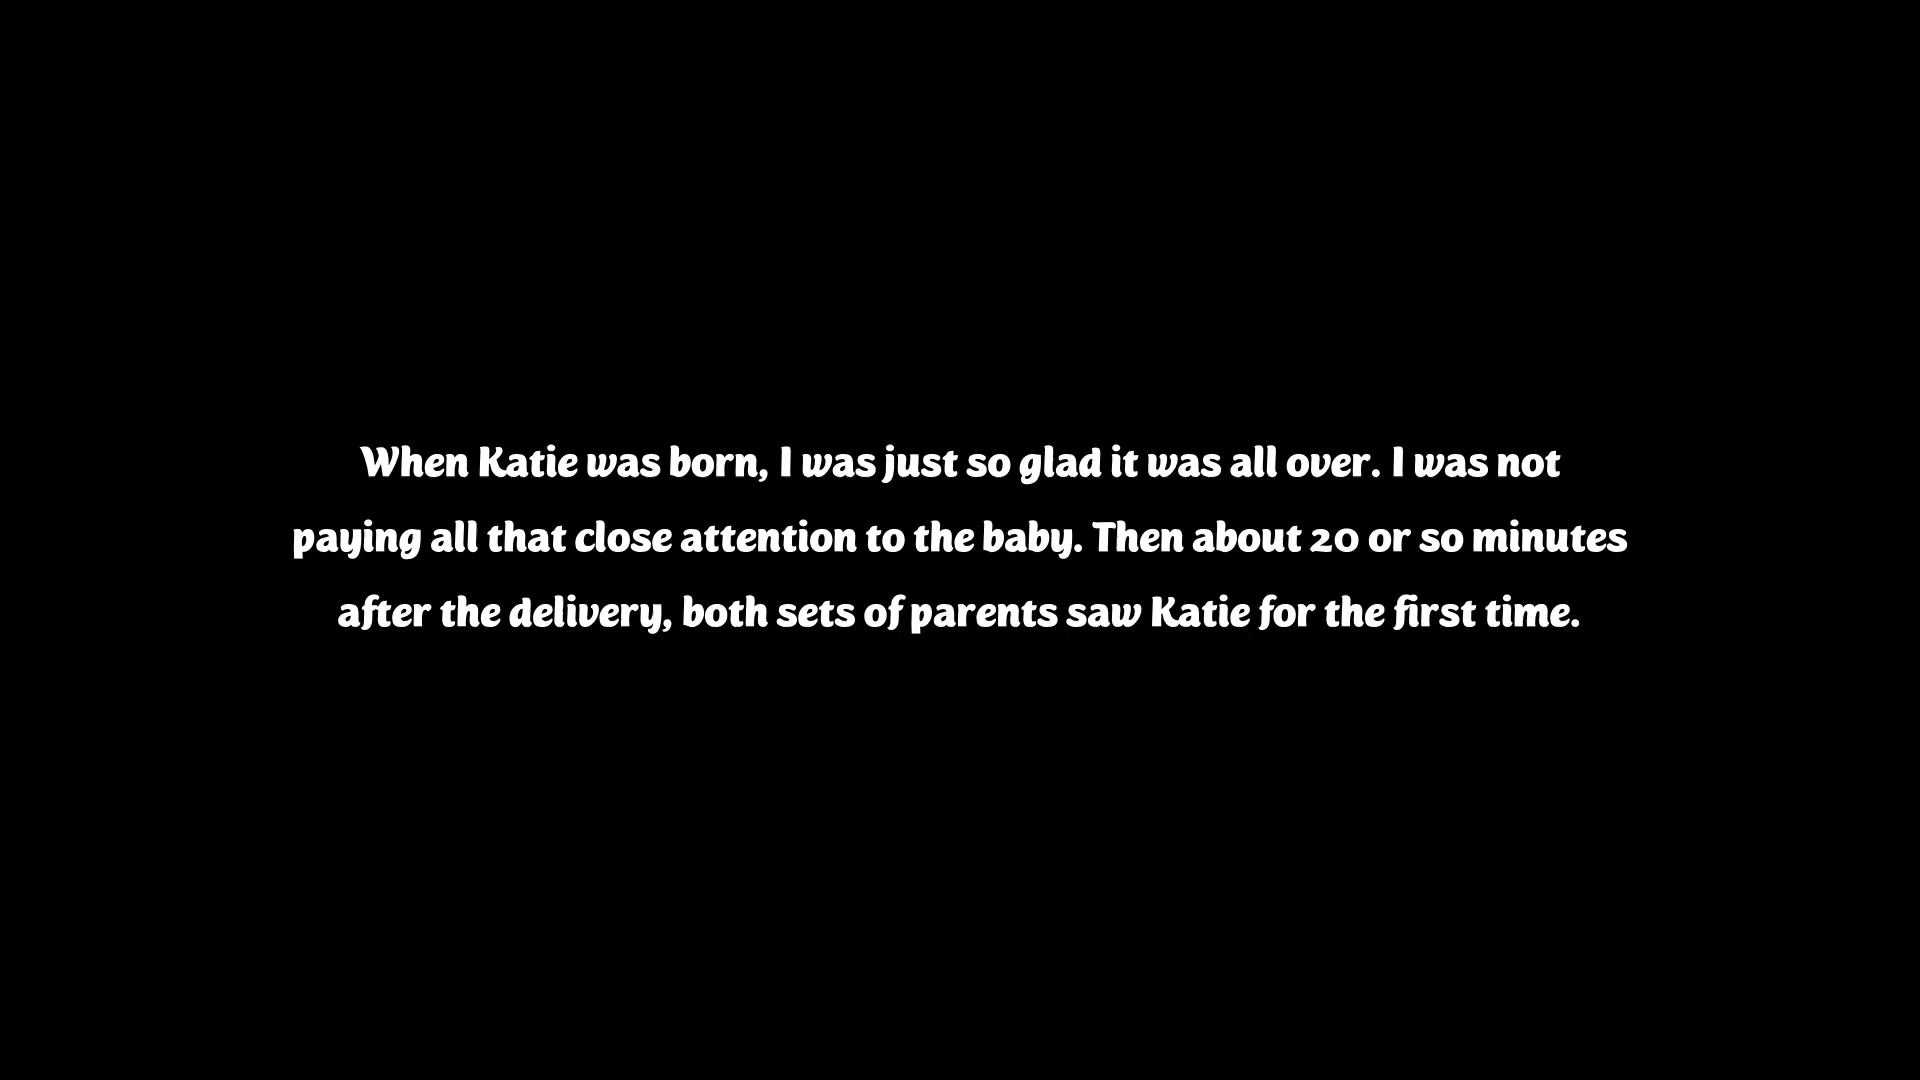 When Katie was born, I was just so glad it was all over. I was not
paying all that close attention to the baby. Then about 20 or so minutes
after the delivery, both sets of parents saw Katie for the first time.